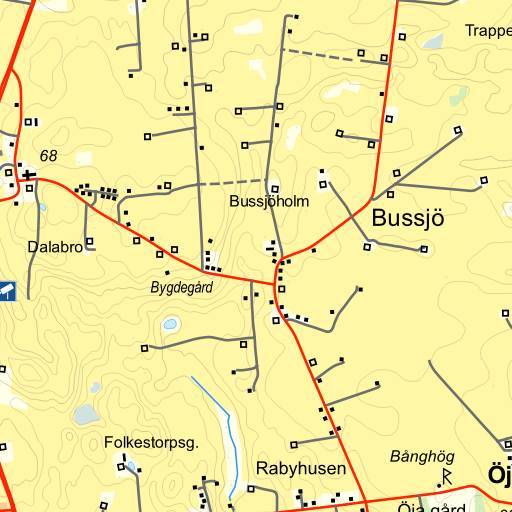 Trappe
68
Bussjöholm
Bussjö
Dalabro
Bygdegård
Folkestorpsg.
Bånghög
Rabyhusen
Öj
Öja gård